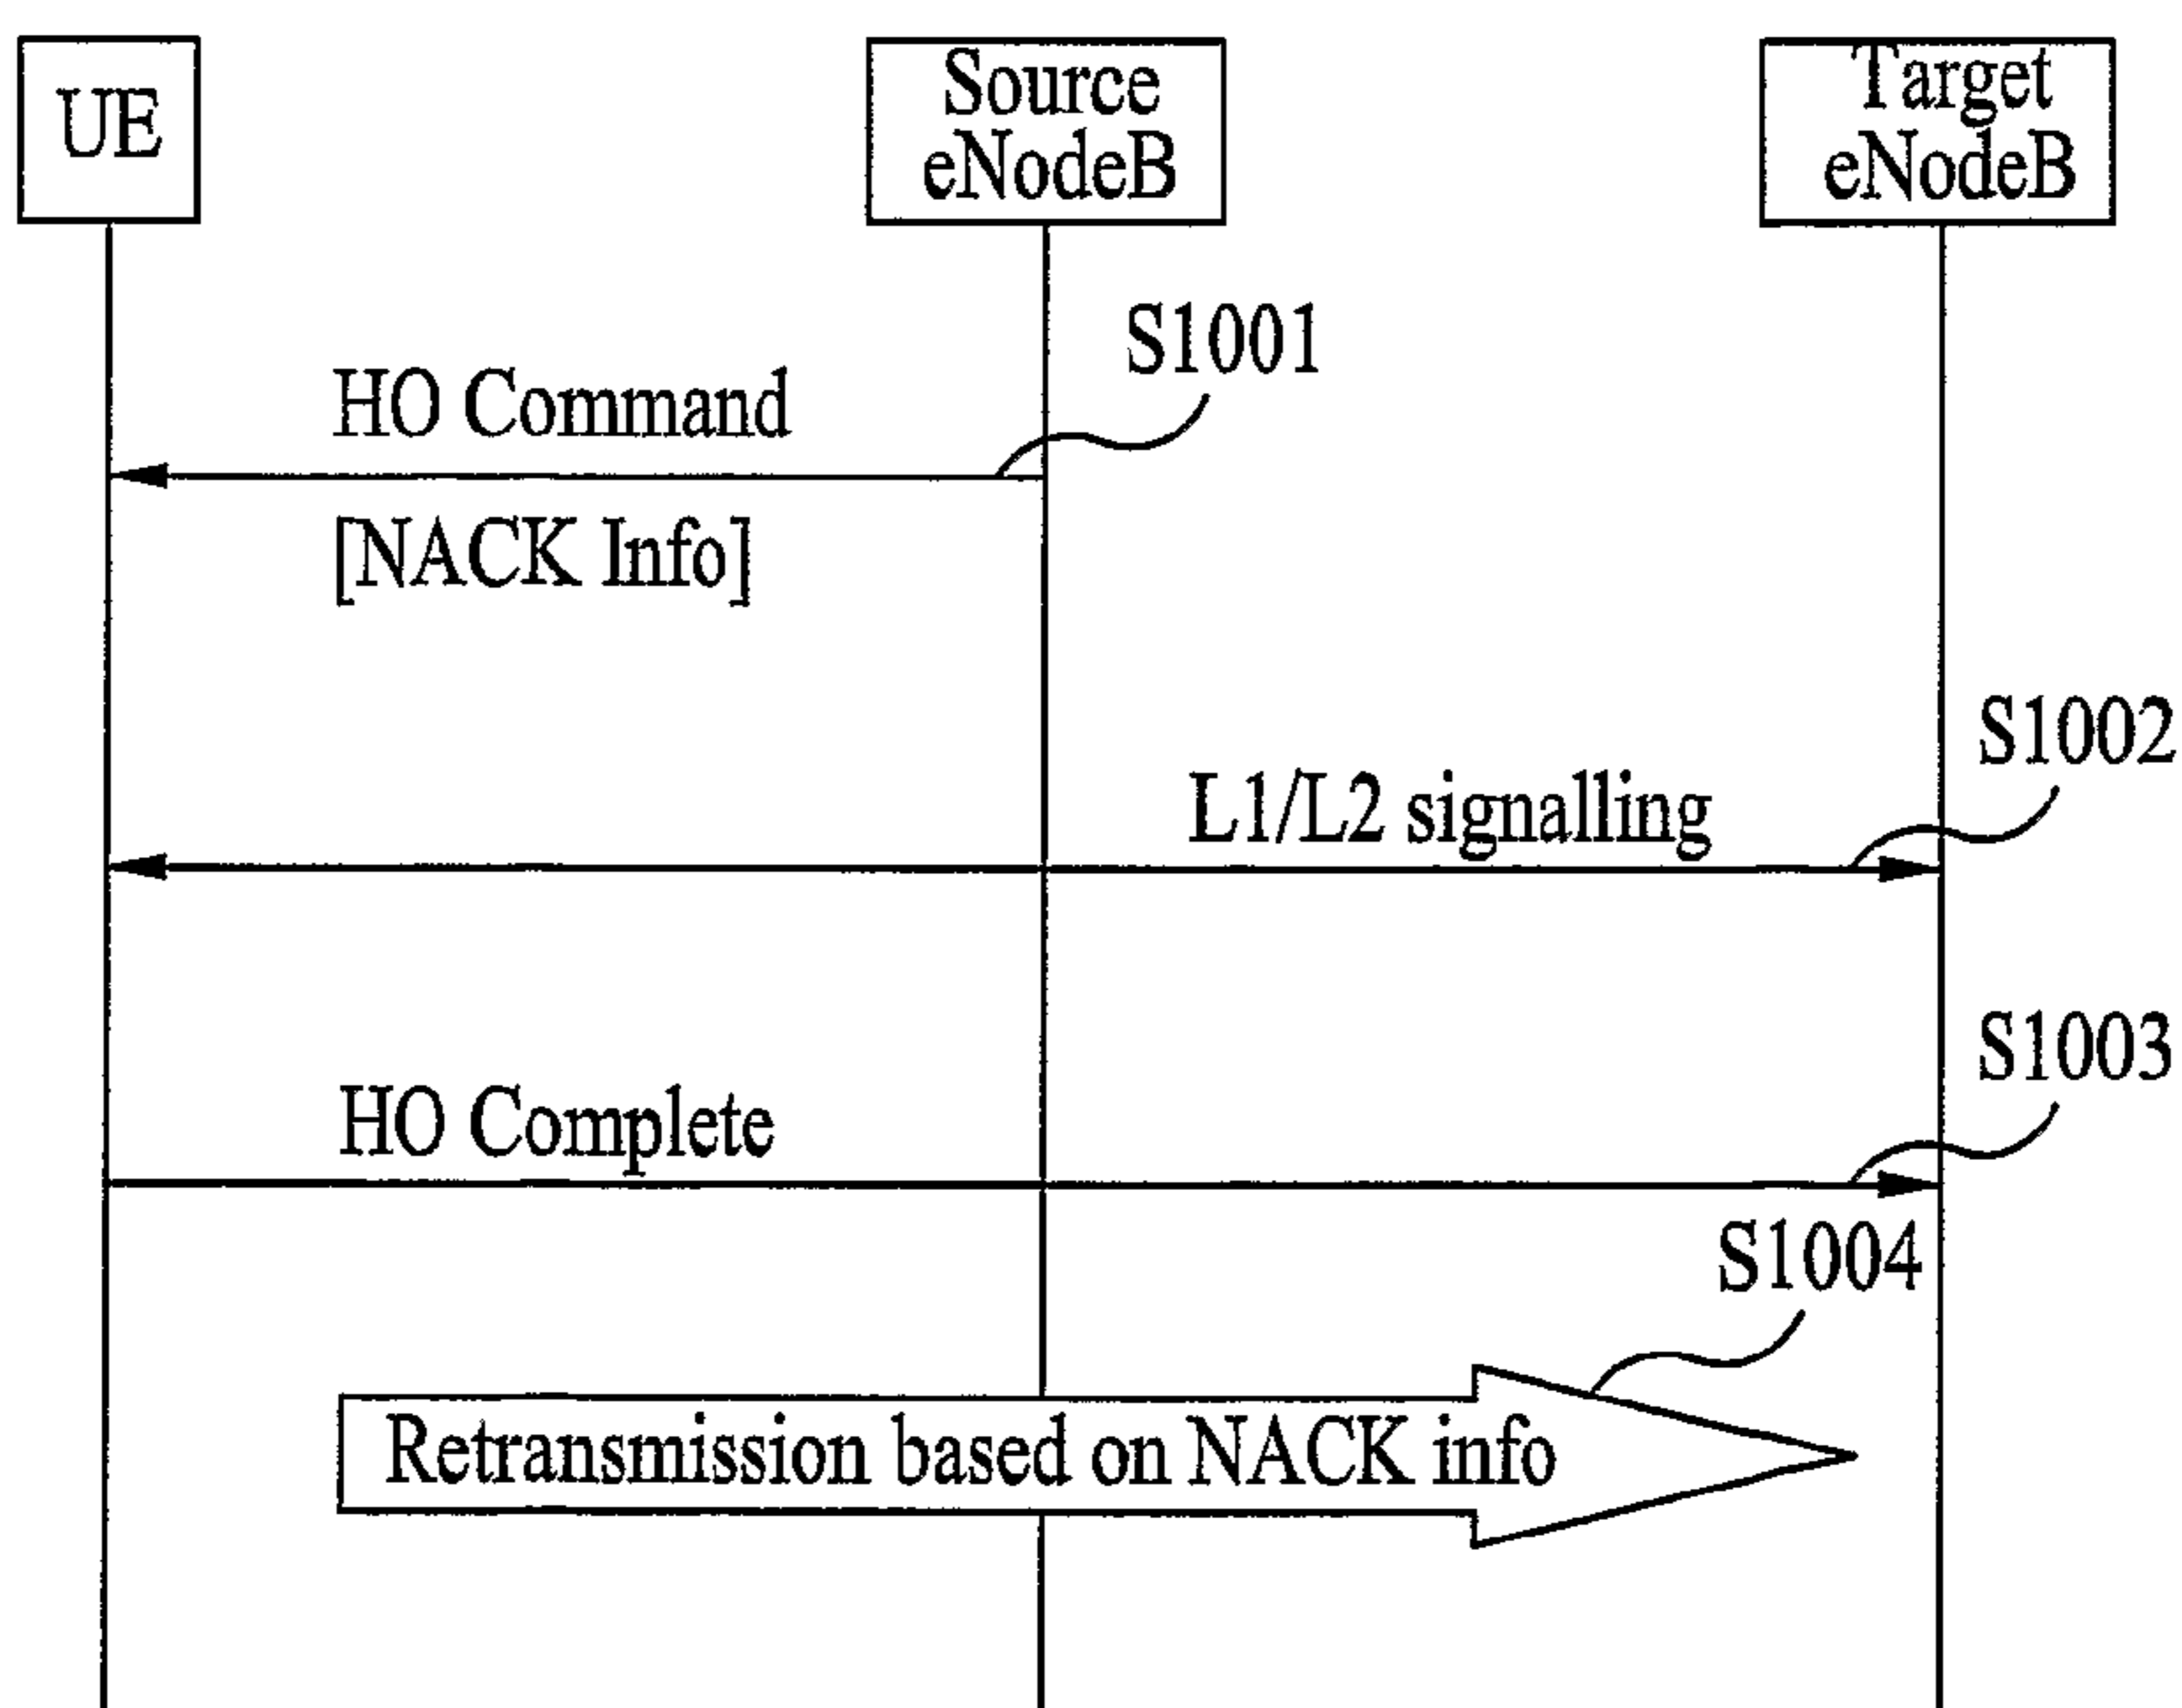 UE
Source
eNodeB
Target
eNodeB
S1001
HO Command
[NACK Info]
S1002
L1/L2 signalling
S1003
HO Complete
S1004
Retransmission based on NACK info